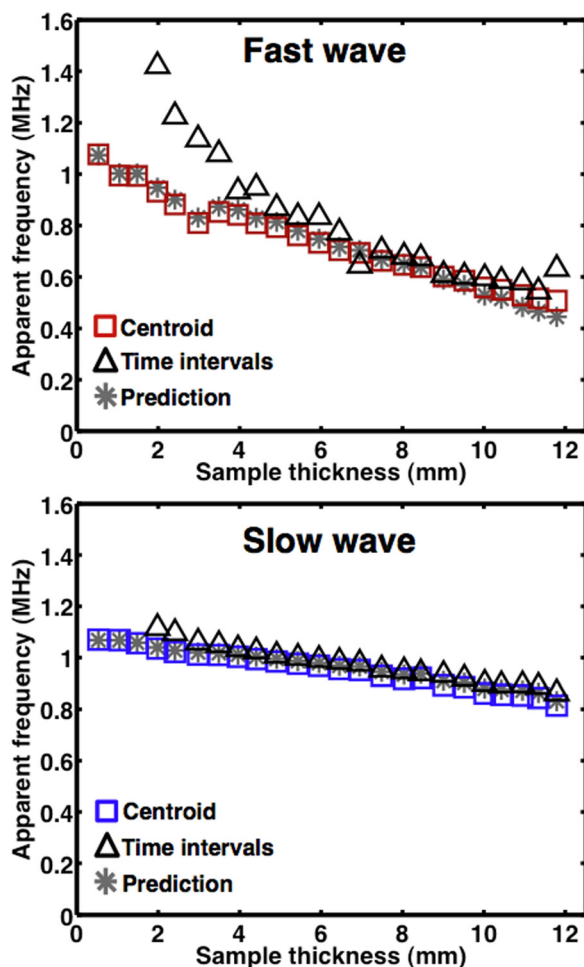 Fast wave
Apparent frequency (MHz)
1.6
1.4
1.2
1
0.8
0.6
0.4
0.2
0
Centroid
Time intervals
Prediction
0 2 4 6 8 10 12
Sample thickness (mm)
Slow wave
Apparent frequency (MHz)
1.6
1.4
1.2
1
0.8
0.6
0.4
0.2
0
Centroid
Time intervals
Prediction
0 2 4 6 8 10 12
Sample thickness (mm)